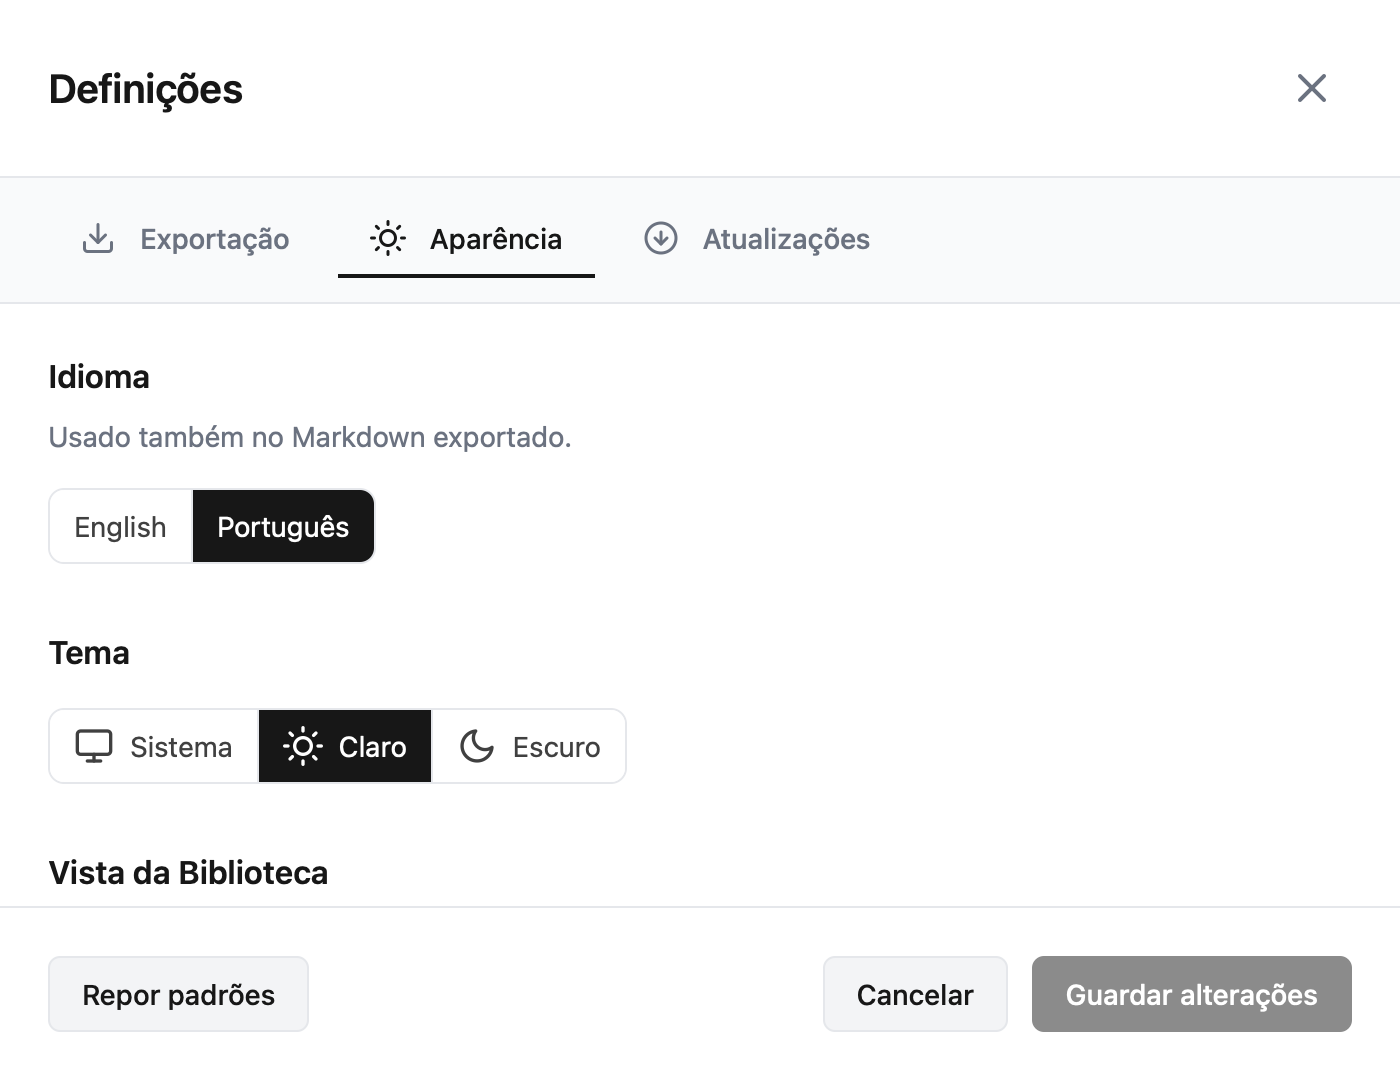 Definições
Exportação
Aparência
Atualizações
Idioma
Usado também no Markdown exportado.
English
Português
Tema
Sistema
Claro
Escuro
Vista da Biblioteca
Repor padrões
Cancelar
Guardar alterações